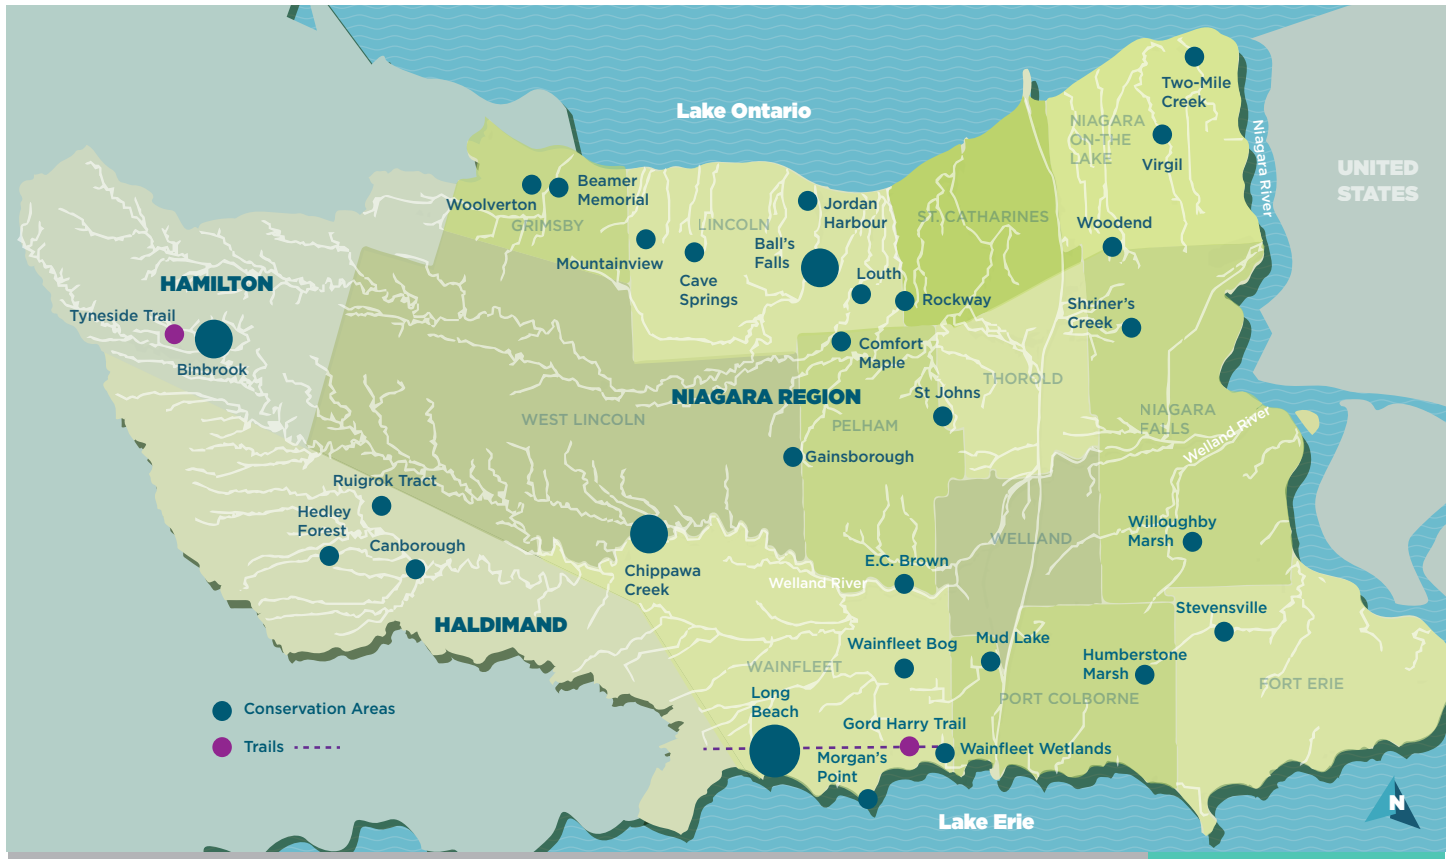 Lake Ontario
Two-Mile
Creek
NIAGARA
ON-THE
LAKE
Virgil
Niagara River
UNITED
STATES
Woolverton
Beamer
Memorial
GRIMSBY
LINCOLN
Jordan
Harbour
ST. CATHARINES
Woodend
Mountainview
Cave
Springs
Ball's
Falls
Louth
Rockway
HAMILTON
Tyneside Trail
Binbrook
Shriner's
Creek
Comfort
Maple
THOROLD
NIAGARA REGION
St Johns
WEST LINCOLN
PELHAM
NIAGARA
FALLS
Welland River
Gainsborough
Ruigrok Tract
Hedley
Forest
Canborough
Chippawa
Creek
WELLAND
Willoughby
Marsh
E.C. Brown
Welland River
HALDIMAND
Stevensville
Wainfleet Bog
Mud Lake
Humberstone
Marsh
WAINFLEET
PORT COLBORNE
FORT ERIE
Long
Beach
Gord Harry Trail
Wainfleet Wetlands
Morgan's
Point
Conservation Areas
Trails
Lake Erie
N